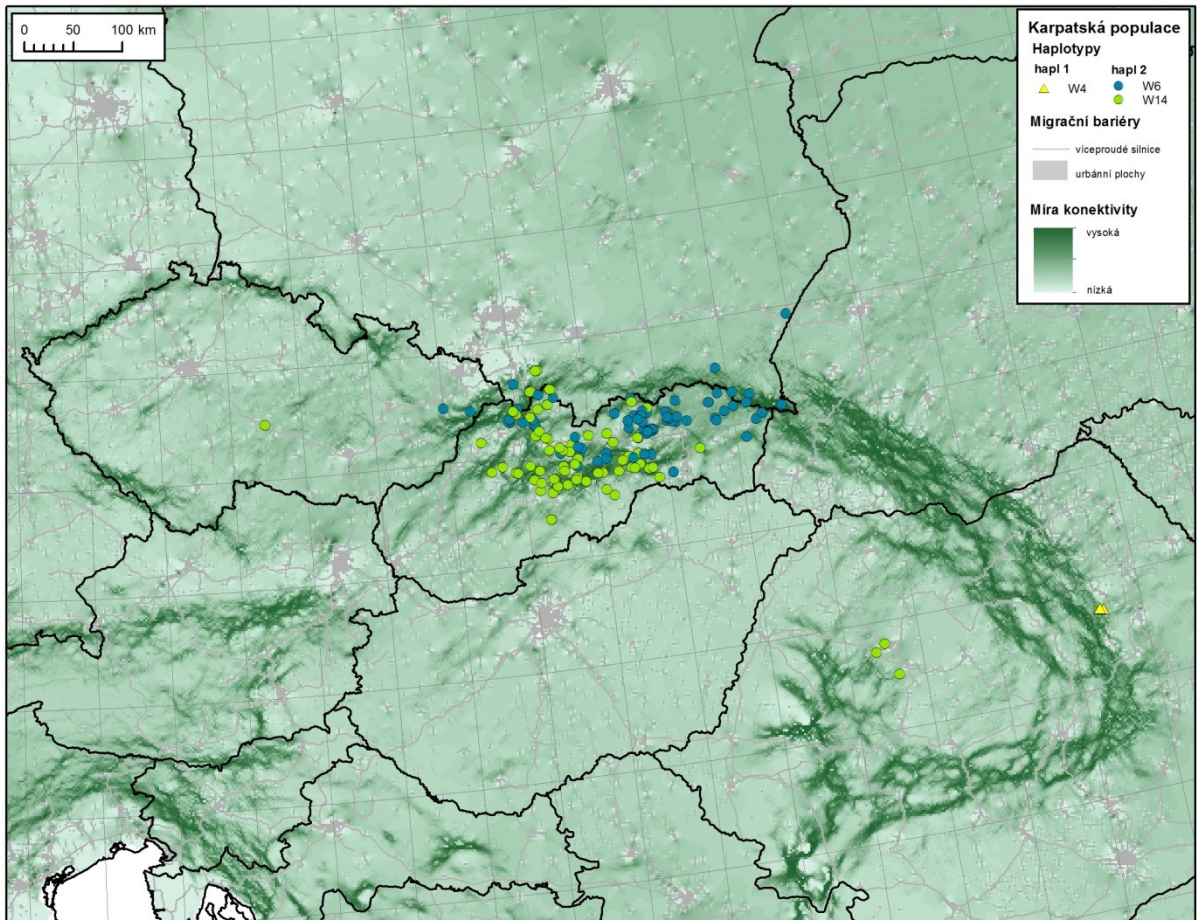 0 50 100 km
Karpatská populace
Haplotypy
hapl 1 hapl 2
W4 W6
W14
Migrační bariéry
víceproudé silnice
urbánní plochy
Míra konektivity
vysoká
nízká